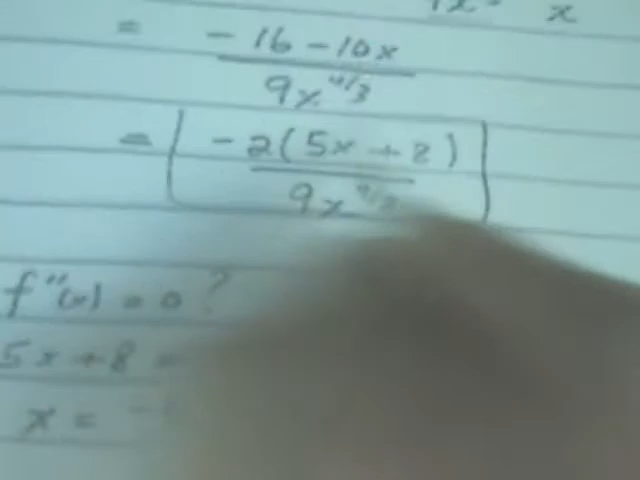 x
= -16-10x / 9x^4/3
= -2(5x+8) / 9x^4/3
f"(x) = 0?
5x+8 =
x = -